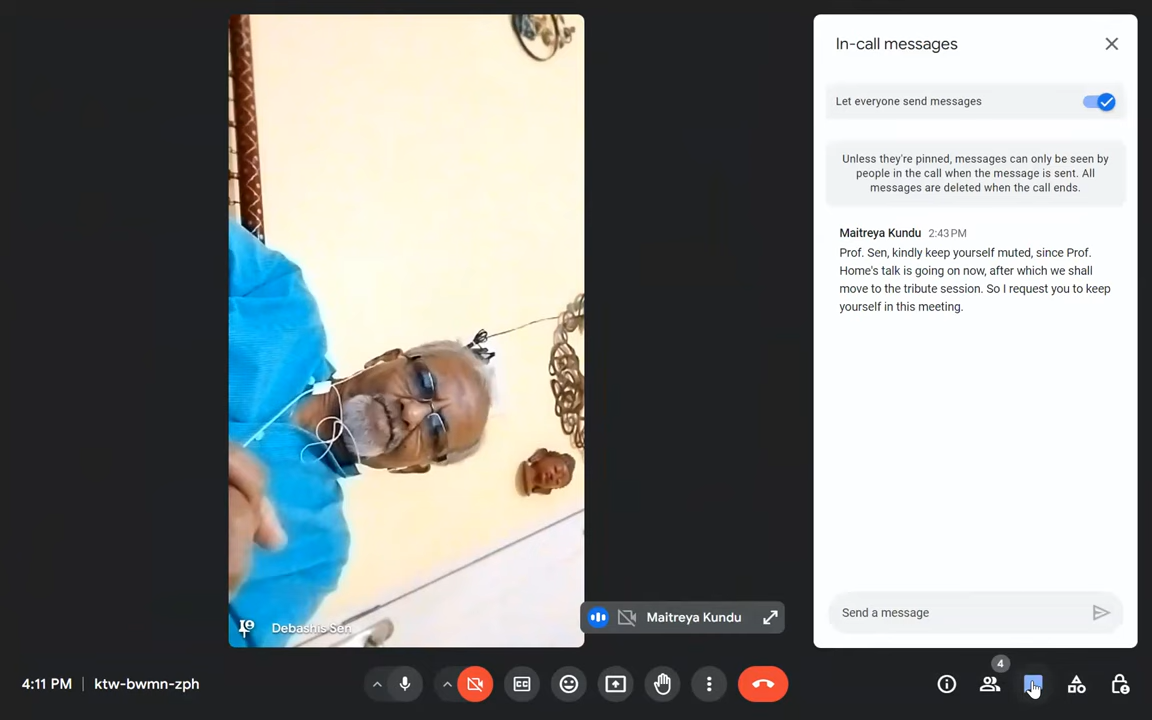 In-call messages
Let everyone send messages
Unless they're pinned, messages can only be seen by
people in the call when the message is sent. All
messages are deleted when the call ends.
Maitreya Kundu 2:43 PM
Prof. Sen, kindly keep yourself muted, since Prof.
Home's talk is going on now, after which we shall
move to the tribute session. So I request you to keep
yourself in this meeting.
Debashis Sen
Maitreya Kundu
Send a message
4:11 PM | ktw-bwmn-zph
CC
4